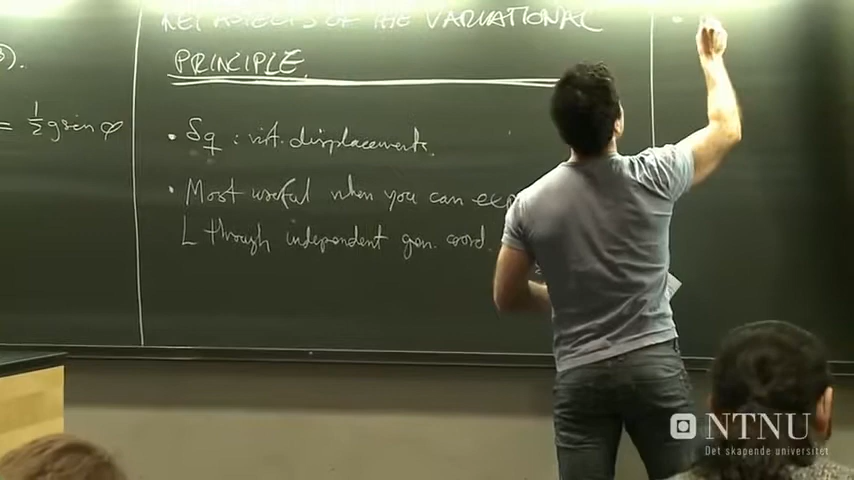 KEY ASPECTS OF THE VARIATIONAL
PRINCIPLE
).
= 1/2 g sin φ
• δq : virt. displacements.
• Most useful when you can exp
L through independent gen. coord.
NTNU
Det skapende universitet